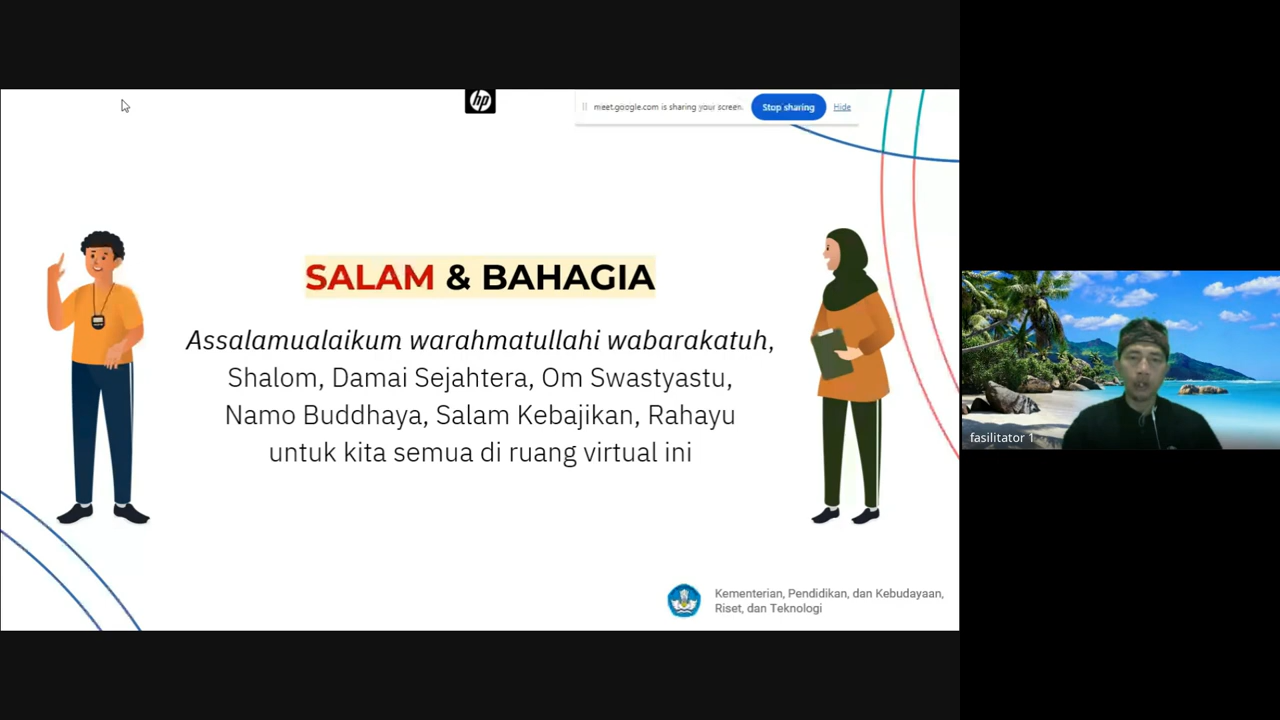 hp
meet.google.com is sharing your screen.
Stop sharing
Hide
SALAM & BAHAGIA
Assalamualaikum warahmatullahi wabarakatuh,
Shalom, Damai Sejahtera, Om Swastyastu,
Namo Buddhaya, Salam Kebajikan, Rahayu
untuk kita semua di ruang virtual ini
fasilitator 1
Kementerian, Pendidikan, dan Kebudayaan,
Riset, dan Teknologi